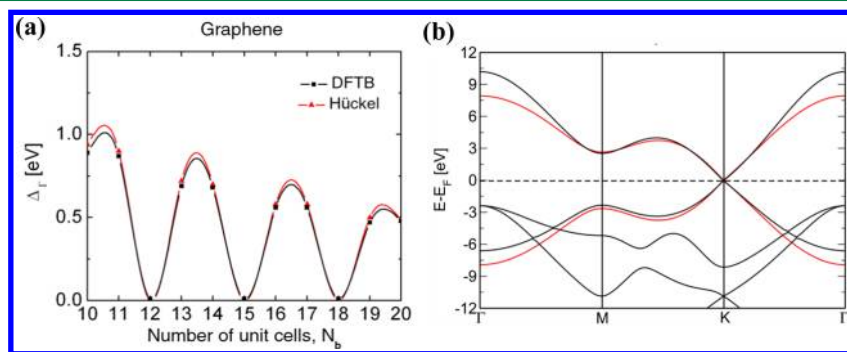 (a)
Graphene
Δ_Γ [eV]
1.5
1.0
0.5
0.0
DFTB
Hückel
10 11 12 13 14 15 16 17 18 19 20
Number of unit cells, N_b
(b)
E-E_F [eV]
12
9
6
3
0
-3
-6
-9
-12
Γ M K Γ